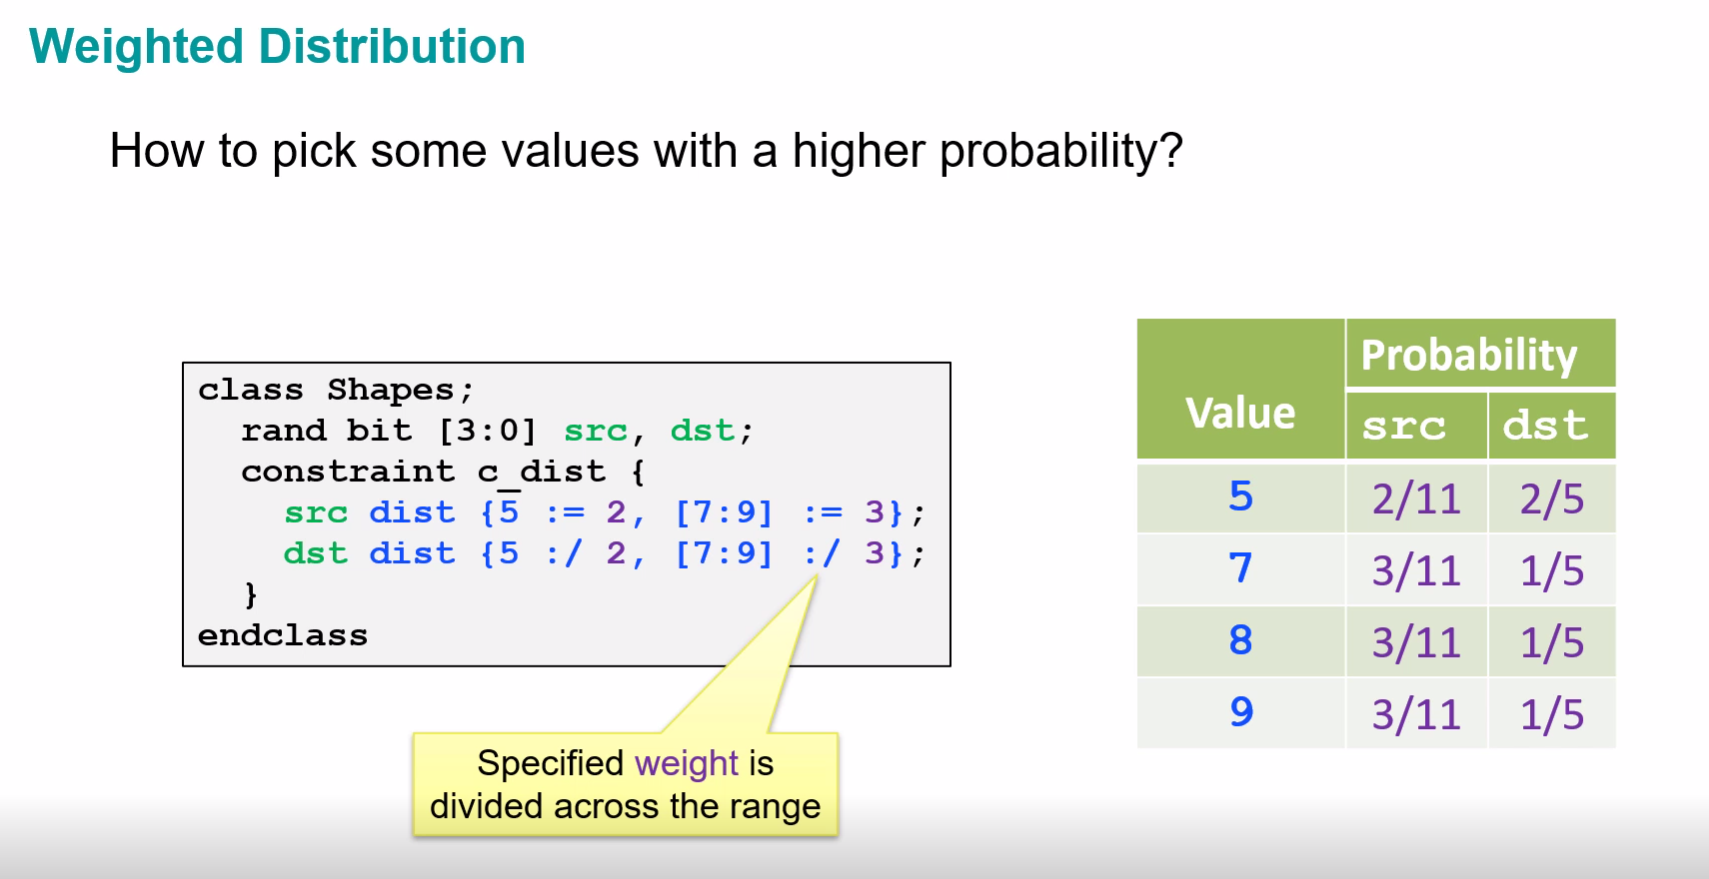 Weighted Distribution
How to pick some values with a higher probability?
class Shapes;
  rand bit [3:0] src, dst;
  constraint c_dist {
    src dist {5 := 2, [7:9] := 3};
    dst dist {5 :/ 2, [7:9] :/ 3};
  }
endclass
Specified weight is
divided across the range
Probability
Value src dst
5 2/11 2/5
7 3/11 1/5
8 3/11 1/5
9 3/11 1/5